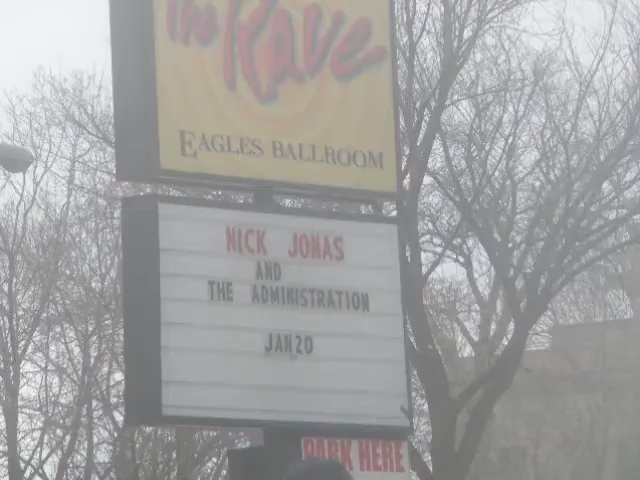 The Rave
EAGLES BALLROOM
NICK JONAS
AND
THE ADMINISTRATION
JAN20
PARK HERE